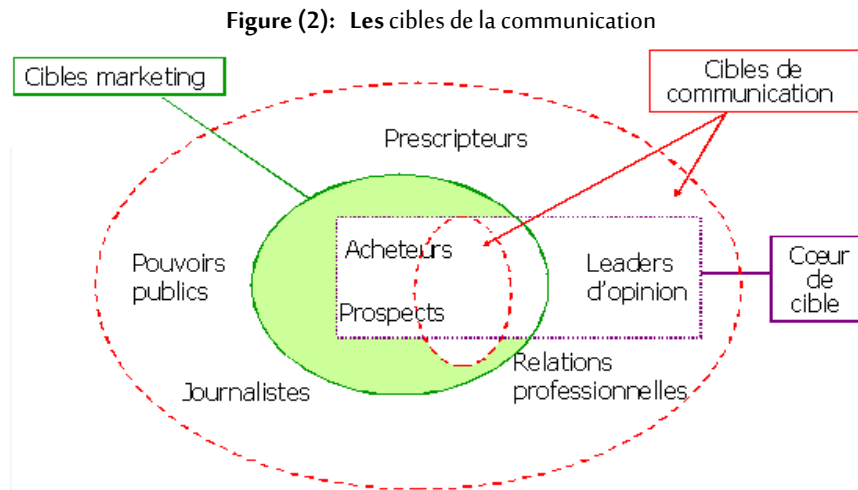 Figure (2): Les cibles de la communication
Cibles marketing
Cibles de
communication
Prescripteurs
Pouvoirs
publics
Acheteurs
Prospects
Leaders
d'opinion
Cœur
de
cible
Journalistes
Relations
professionnelles